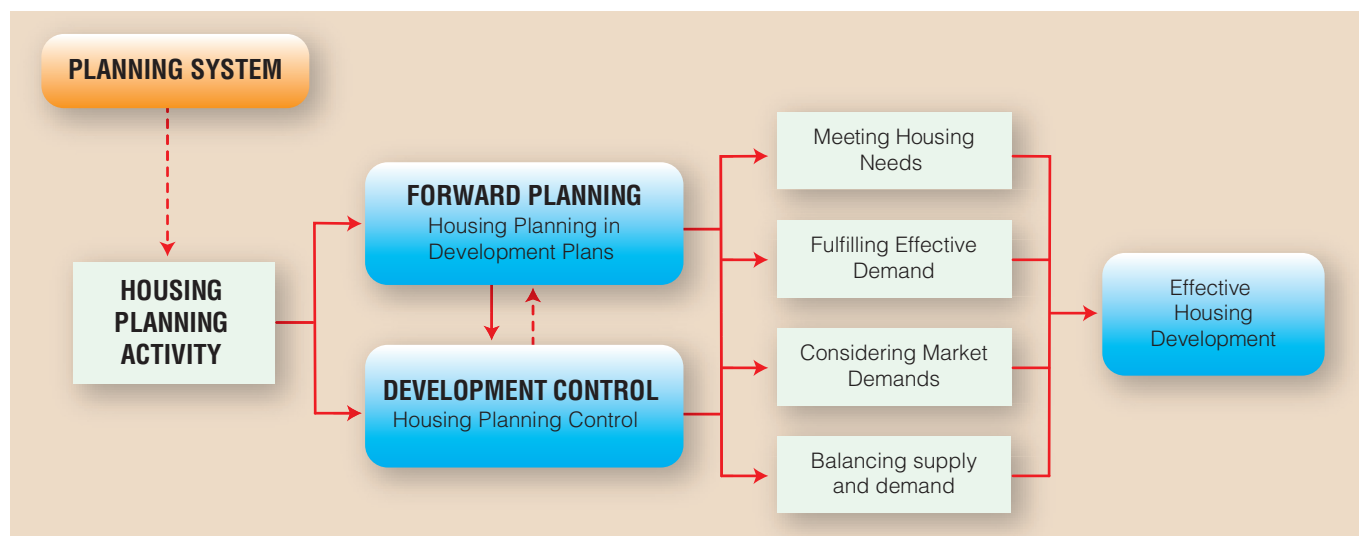 PLANNING SYSTEM
HOUSING
PLANNING
ACTIVITY
FORWARD PLANNING
Housing Planning in
Development Plans
DEVELOPMENT CONTROL
Housing Planning Control
Meeting Housing
Needs
Fulfilling Effective
Demand
Considering Market
Demands
Balancing supply
and demand
Effective
Housing
Development